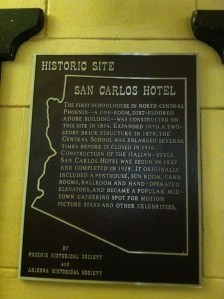 HISTORIC SITE
SAN CARLOS HOTEL
THE FIRST SCHOOLHOUSE IN NORTH CENTRAL
PHOENIX—A ONE-ROOM, DIRT-FLOORED
ADOBE BUILDING—WAS CONSTRUCTED ON
THIS SITE IN 1874. EXPANDED INTO A TWO-
STORY BRICK STRUCTURE IN 1879, THE
CENTRAL SCHOOL WAS ENLARGED SEVERAL
TIMES BEFORE IT CLOSED IN 1916.
CONSTRUCTION OF THE ITALIAN-STYLE
SAN CARLOS HOTEL WAS BEGUN IN 1927
AND COMPLETED IN 1928. IT ORIGINALLY
INCLUDED A PENTHOUSE, SUN ROOM, CARD
ROOMS, BALLROOM AND HAND-OPERATED
ELEVATORS, AND BECAME A POPULAR MID-
TOWN GATHERING SPOT FOR MOTION
PICTURE STARS AND OTHER CELEBRITIES.
BY
PHOENIX HISTORICAL SOCIETY
and
ARIZONA HISTORICAL SOCIETY